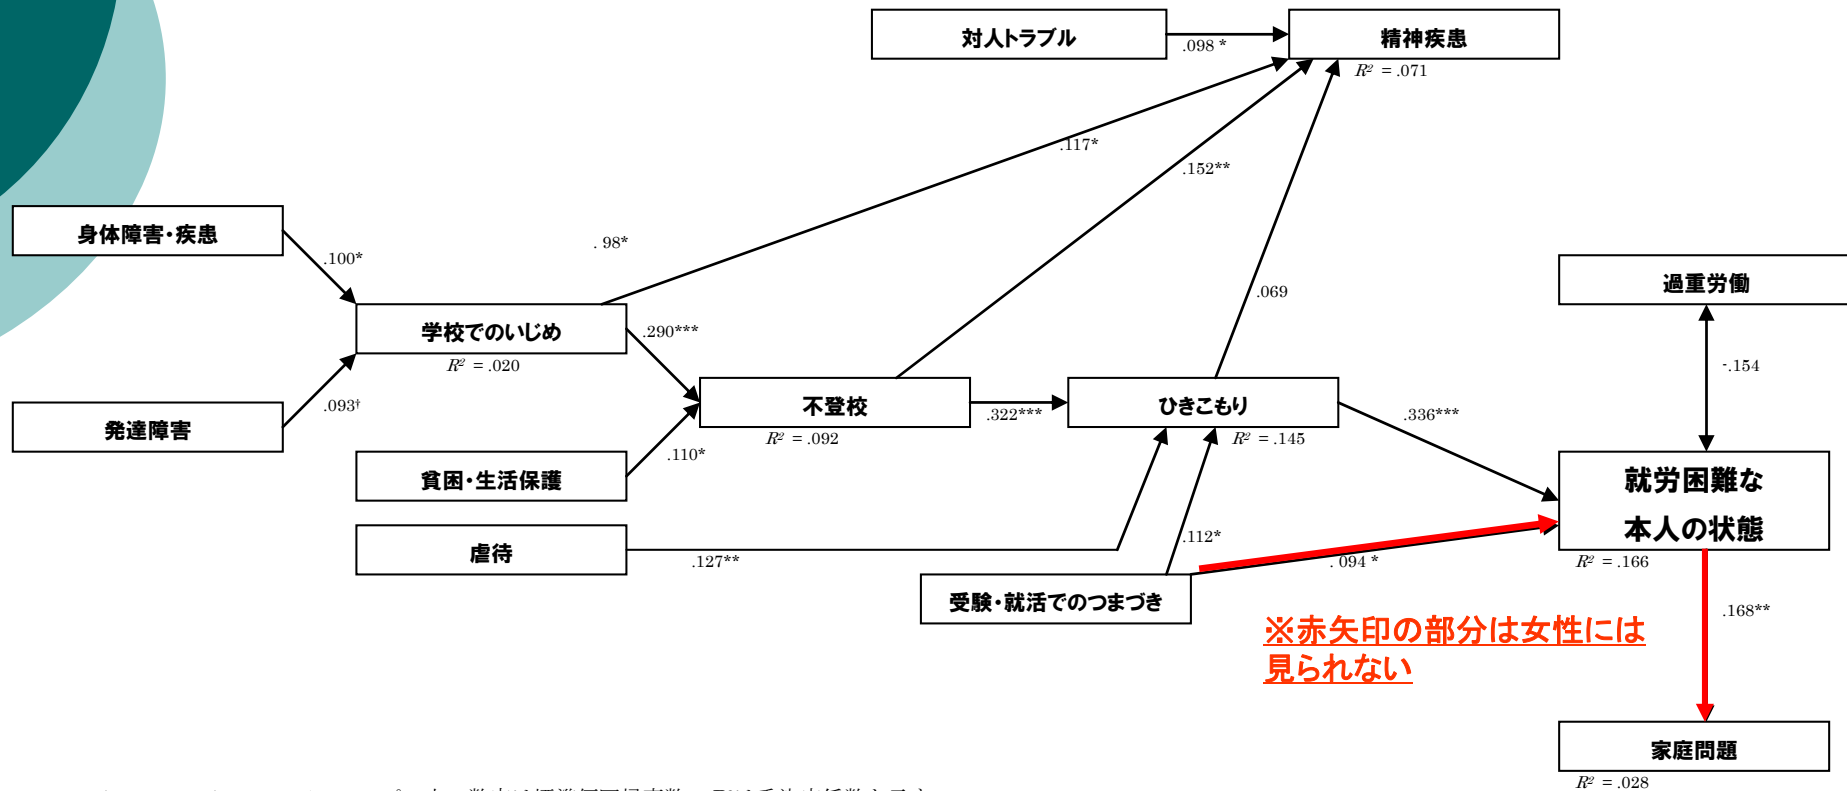 対人トラブル
.098 *
精神疾患
R² = .071
.117*
.152**
身体障害・疾患
.100*
. 98*
過重労働
.069
学校でのいじめ
R² = .020
.290***
-.154
発達障害
.093†
不登校
R² = .092
.322***
ひきこもり
R² = .145
.336***
貧困・生活保護
.110*
就労困難な
本人の状態
R² = .166
虐待
.127**
.112*
. 094 *
受験・就活でのつまづき
.168**
※赤矢印の部分は女性には
見られない
家庭問題
R² = .028